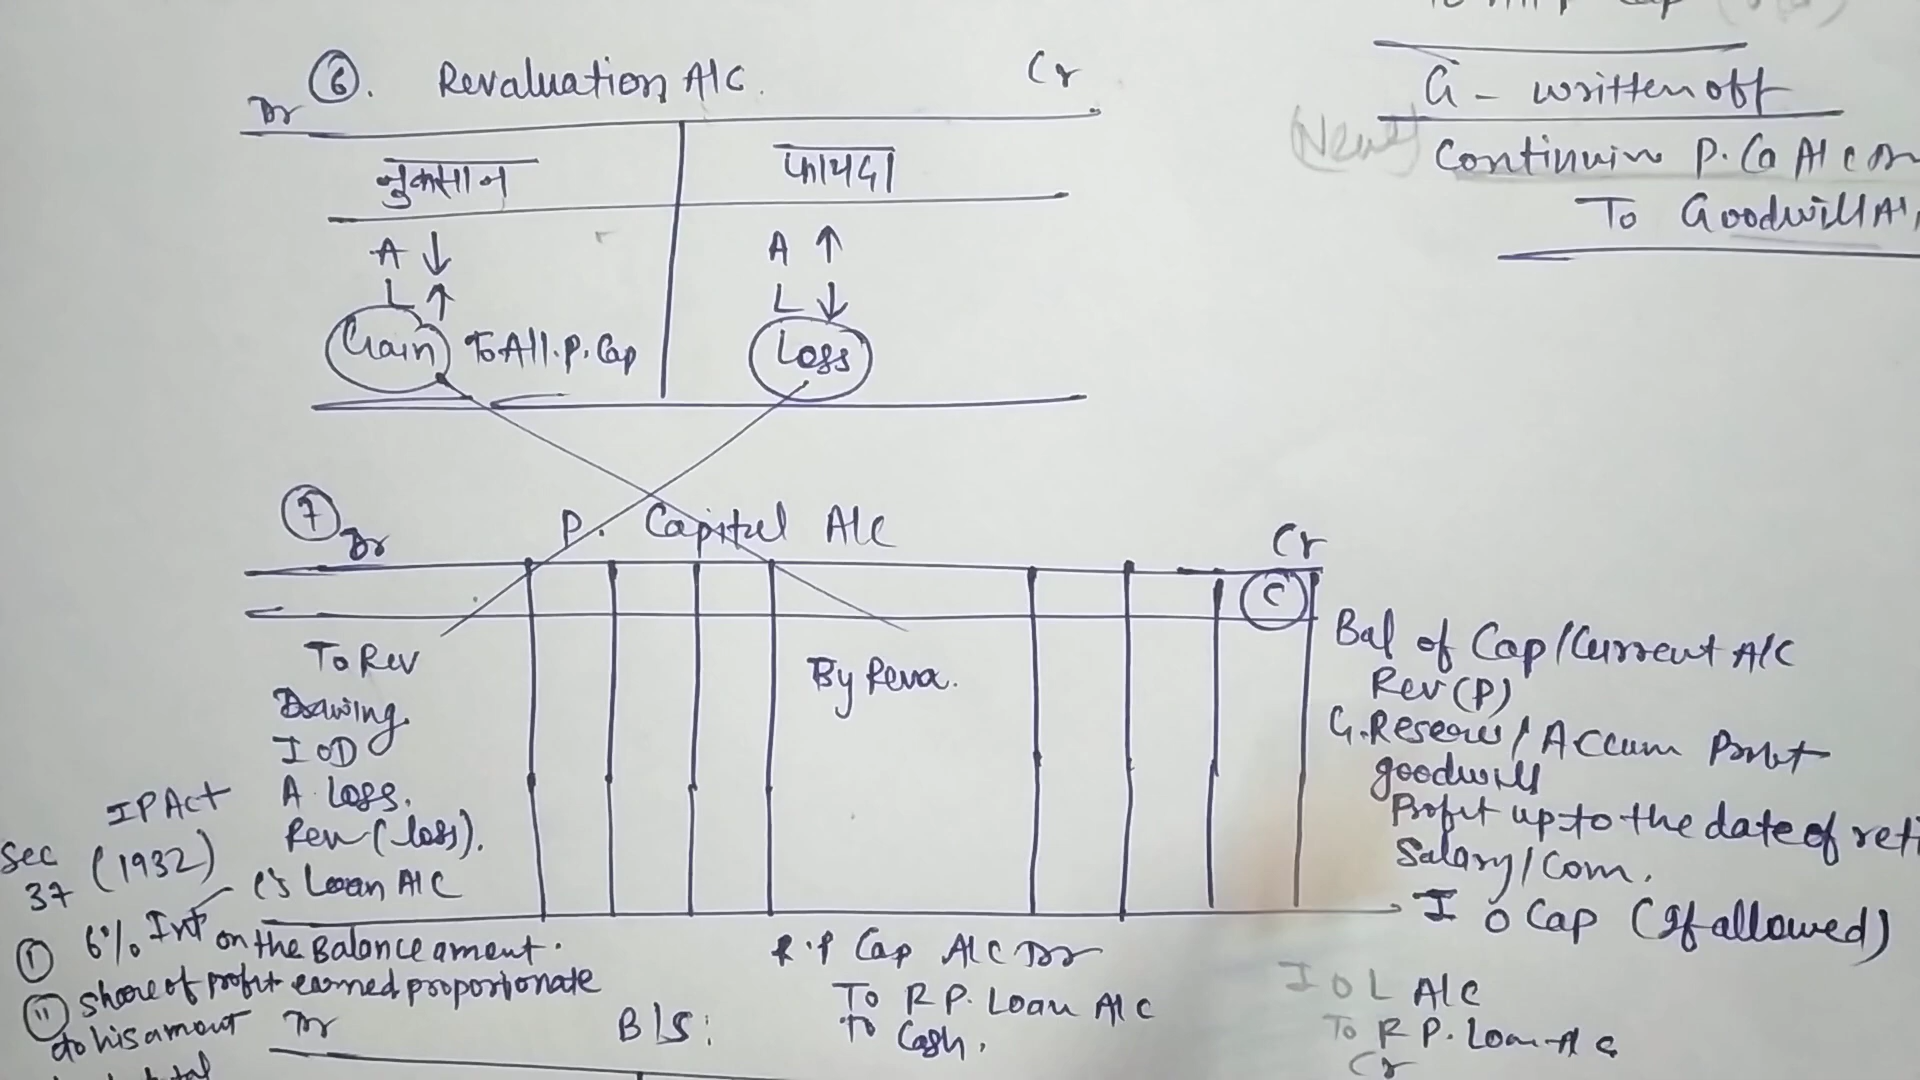 G - written off
(New)
Continuin P. Ca A/c Dr
To Goodwill A/
6. Revaluation A/C.
Dr Cr
नुकसान फायदा
A ↓ A ↑
L ↑ L ↓
Gain To All. P. Cap Loss
7 Dr P. Capital A/c Cr
C
To Rev By Reva.
Drawing.
I OD
A. Loss.
Rev (loss).
C's Loan A/C
Bal of Cap/Current A/C
Rev (P)
G. Reserve/Accum Profit
goodwill
Profit up to the date of reti
Salary/Com.
I O Cap (If allowed)
IP Act
Sec (1932)
37
(I) 6% Int on the Balance amount.
(II) Share of profit earned proportionate
to his amount
R.P Cap A/C Dr
To R P. Loan A/C
To Cash.
I O L A/C
To R P. Loan A/c
Dr B/S: Cr